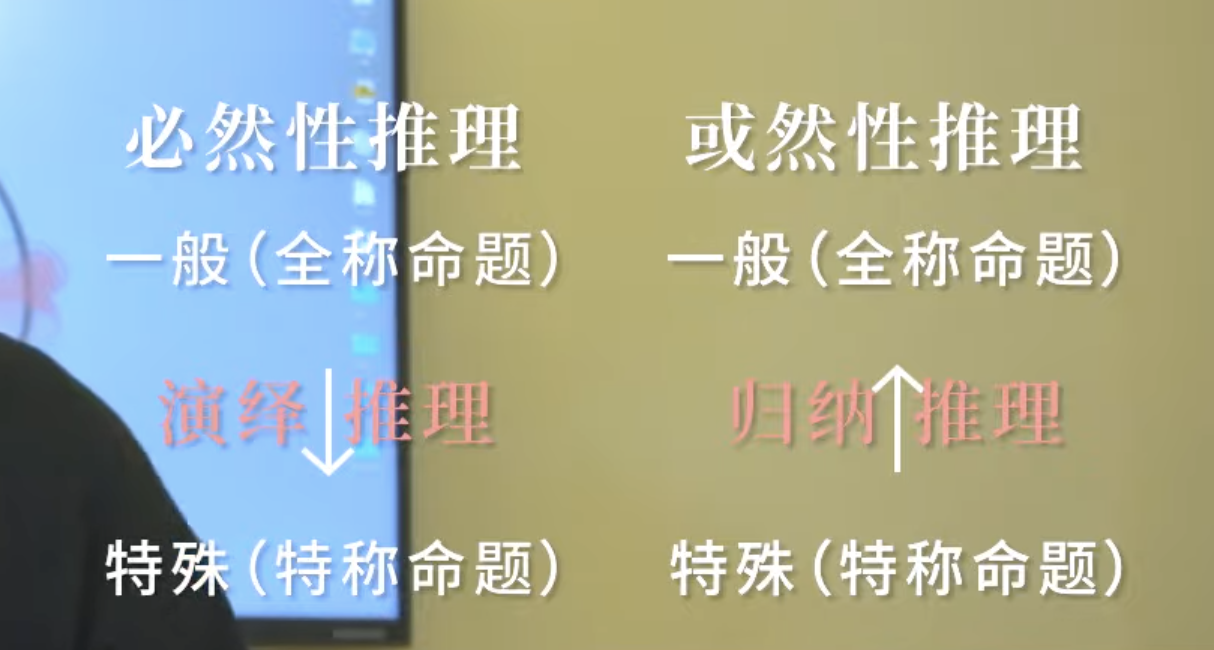 必然性推理
一般（全称命题）
演绎推理
特殊（特称命题）
或然性推理
一般（全称命题）
归纳推理
特殊（特称命题）